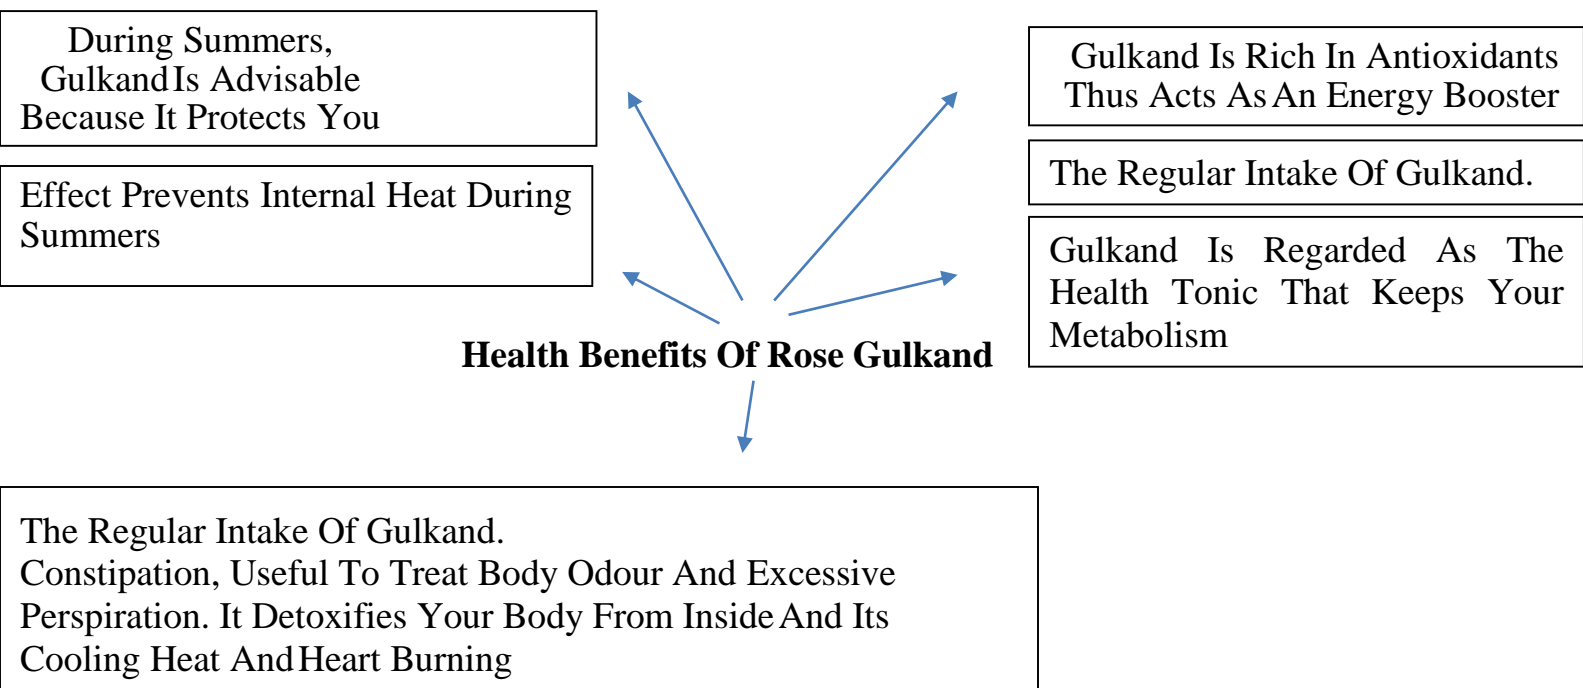 During Summers,
Gulkand Is Advisable
Because It Protects You
Effect Prevents Internal Heat During
Summers
Gulkand Is Rich In Antioxidants
Thus Acts As An Energy Booster
The Regular Intake Of Gulkand.
Gulkand Is Regarded As The
Health Tonic That Keeps Your
Metabolism
Health Benefits Of Rose Gulkand
The Regular Intake Of Gulkand.
Constipation, Useful To Treat Body Odour And Excessive
Perspiration. It Detoxifies Your Body From Inside And Its
Cooling Heat And Heart Burning